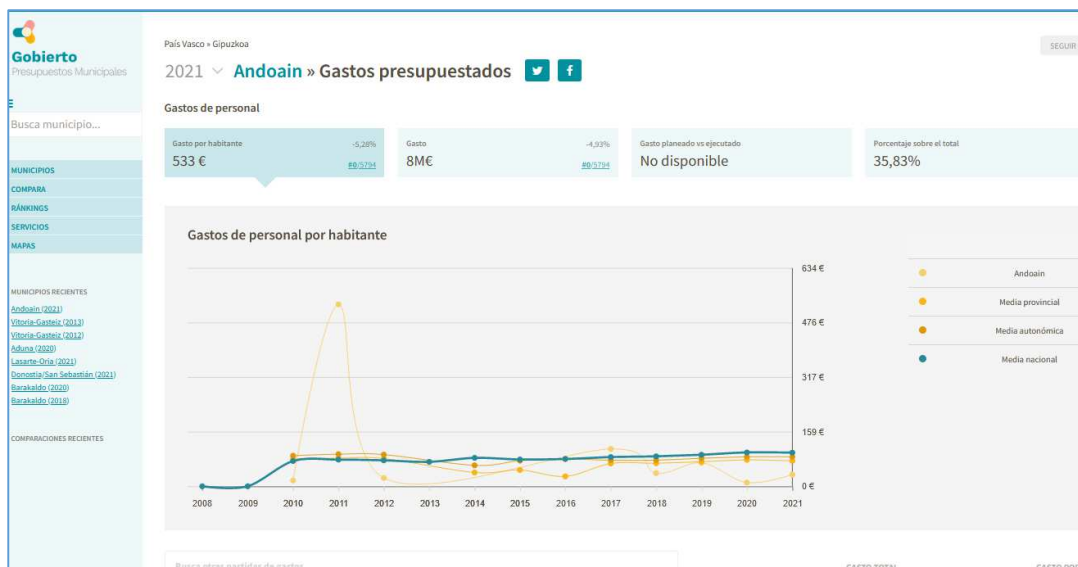 Gobierto
Presupuestos Municipales
Busca municipio...
MUNICIPIOS
COMPARA
RÁNKINGS
SERVICIOS
MAPAS
MUNICIPIOS RECIENTES
Andoain (2021)
Vitoria-Gasteiz (2013)
Vitoria-Gasteiz (2012)
Aduna (2020)
Lasarte-Oria (2021)
Donostia/San Sebastián (2021)
Barakaldo (2020)
Barakaldo (2018)
COMPARACIONES RECIENTES
País Vasco » Gipuzkoa
SEGUIR
2021 Andoain » Gastos presupuestados
Gastos de personal
Gasto por habitante -5,28%
533 € #0/5794
Gasto -4,93%
8M€ #0/5794
Gasto planeado vs ejecutado
No disponible
Porcentaje sobre el total
35,83%
Gastos de personal por habitante
634 €
476 €
317 €
159 €
0 €
2008 2009 2010 2011 2012 2013 2014 2015 2016 2017 2018 2019 2020 2021
Andoain
Media provincial
Media autonómica
Media nacional